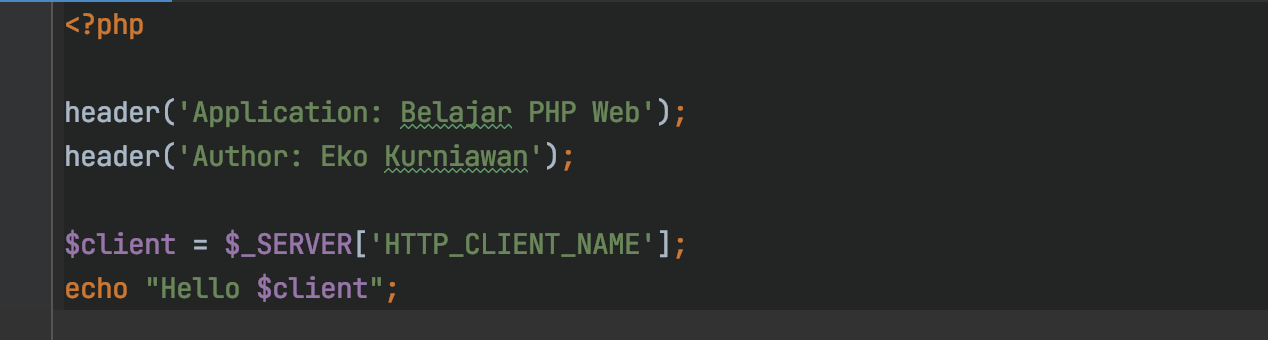 <?php
header('Application: Belajar PHP Web');
header('Author: Eko Kurniawan');
$client = $_SERVER['HTTP_CLIENT_NAME'];
echo "Hello $client";